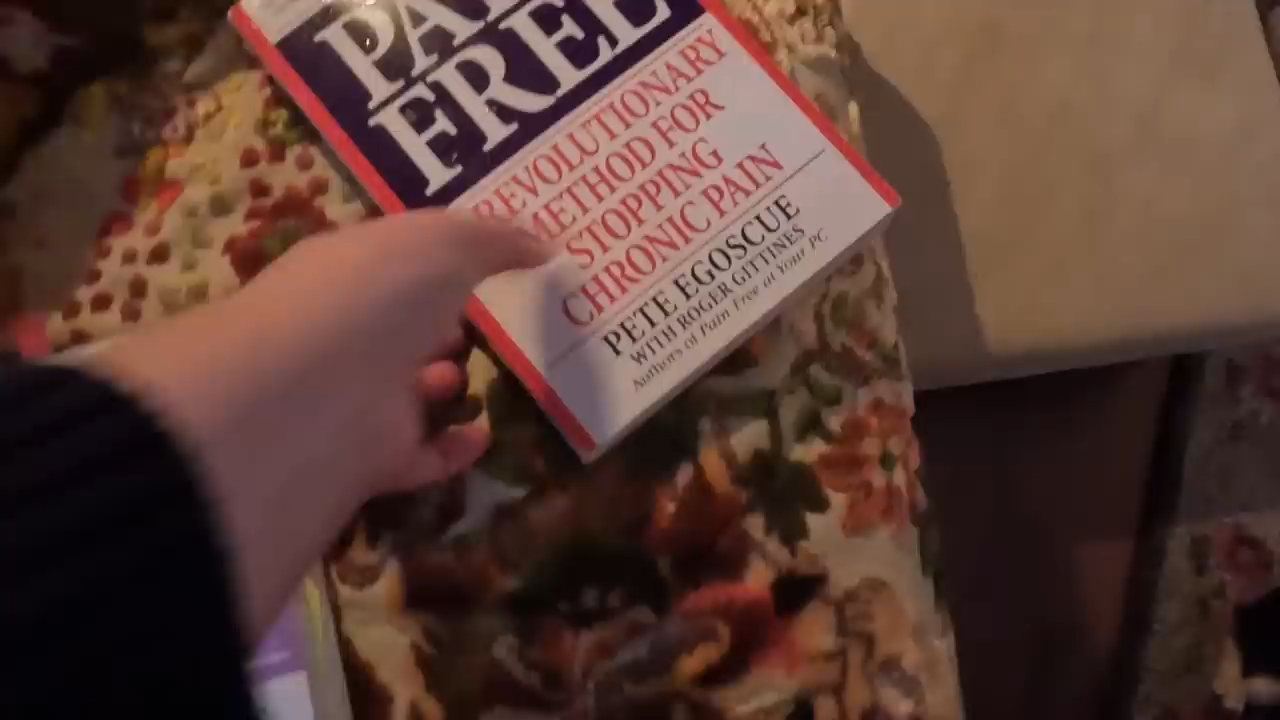 PAIN
FREE
REVOLUTIONARY
METHOD FOR
STOPPING
CHRONIC PAIN
PETE EGOSCUE
WITH ROGER GITTINES
Authors of Pain Free at Your PC